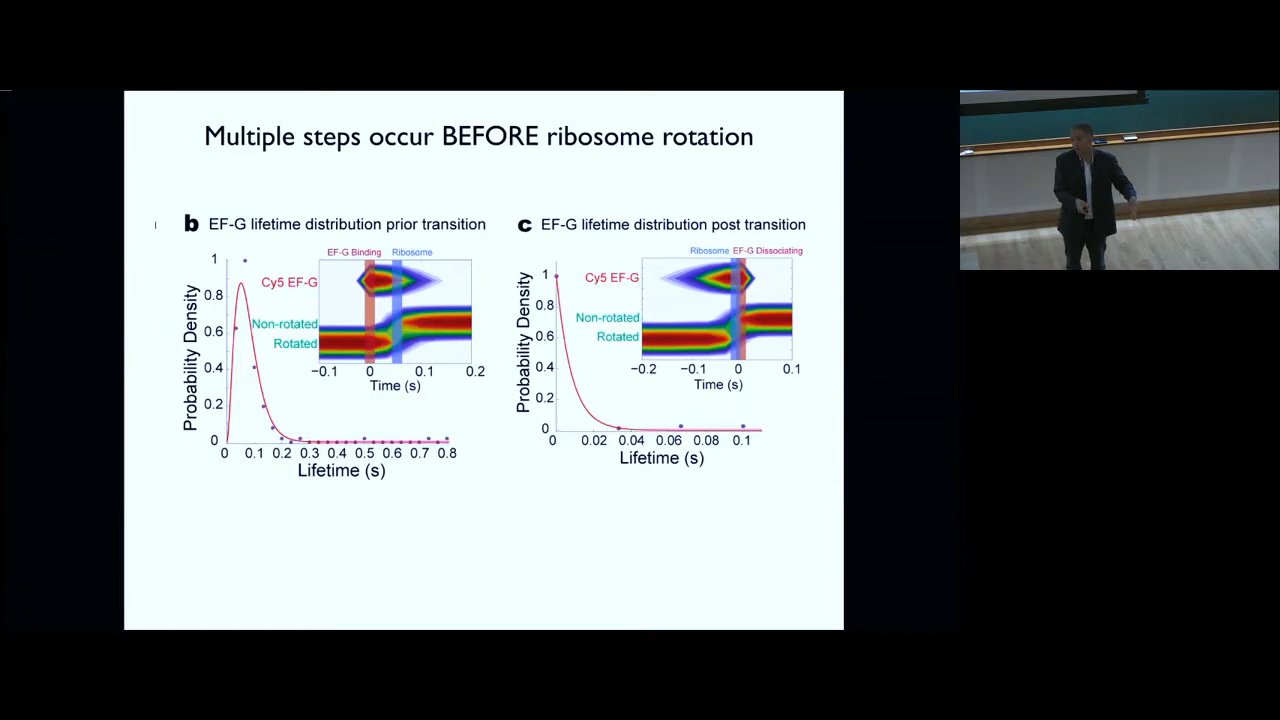 Multiple steps occur BEFORE ribosome rotation
b EF-G lifetime distribution prior transition
EF-G Binding Ribosome
Cy5 EF-G
Non-rotated
Rotated
−0.1 0 0.1 0.2
Time (s)
Probability Density
1
0.8
0.6
0.4
0.2
0
0 0.1 0.2 0.3 0.4 0.5 0.6 0.7 0.8
Lifetime (s)
c EF-G lifetime distribution post transition
Ribosome EF-G Dissociating
Cy5 EF-G
Non-rotated
Rotated
−0.2 −0.1 0 0.1
Time (s)
Probability Density
1
0.8
0.6
0.4
0.2
0
0 0.02 0.04 0.06 0.08 0.1
Lifetime (s)